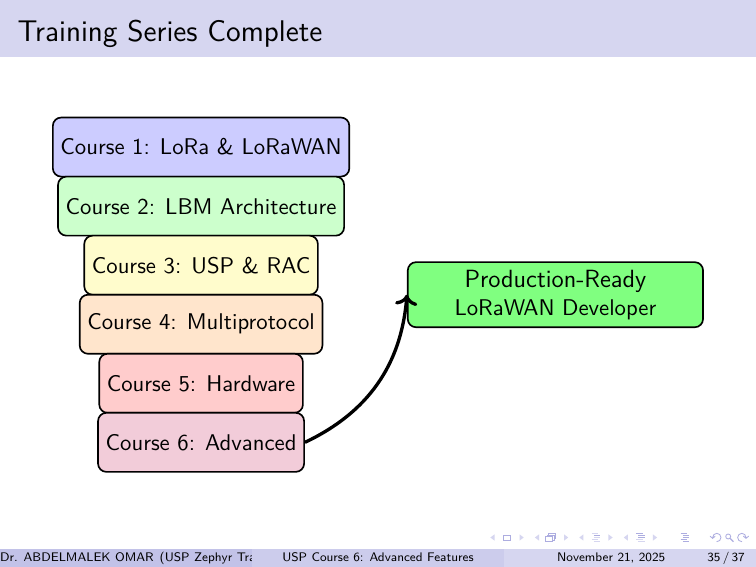 Training Series Complete
Course 1: LoRa & LoRaWAN
Course 2: LBM Architecture
Course 3: USP & RAC
Course 4: Multiprotocol
Course 5: Hardware
Course 6: Advanced
Production-Ready
LoRaWAN Developer
Dr. ABDELMALEK OMAR (USP Zephyr Tra
USP Course 6: Advanced Features
November 21, 2025
35 / 37